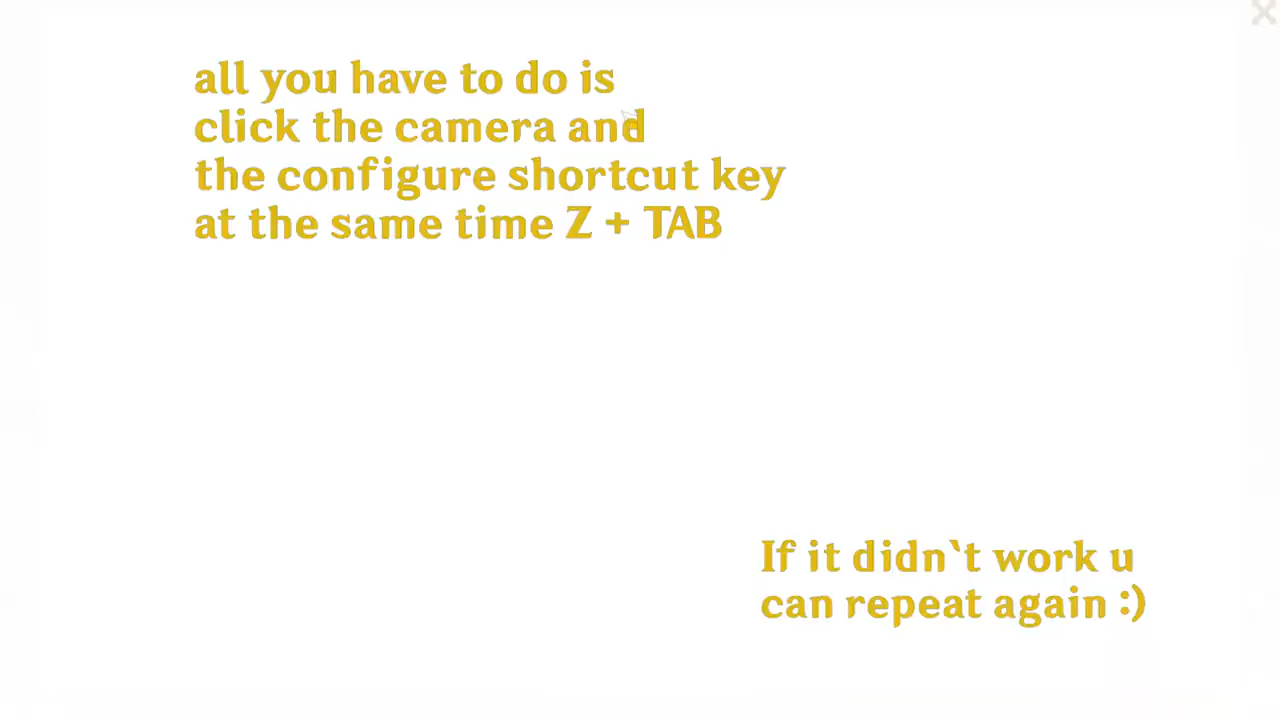 all you have to do is
click the camera and
the configure shortcut key
at the same time Z + TAB
If it didn`t work u
can repeat again :)